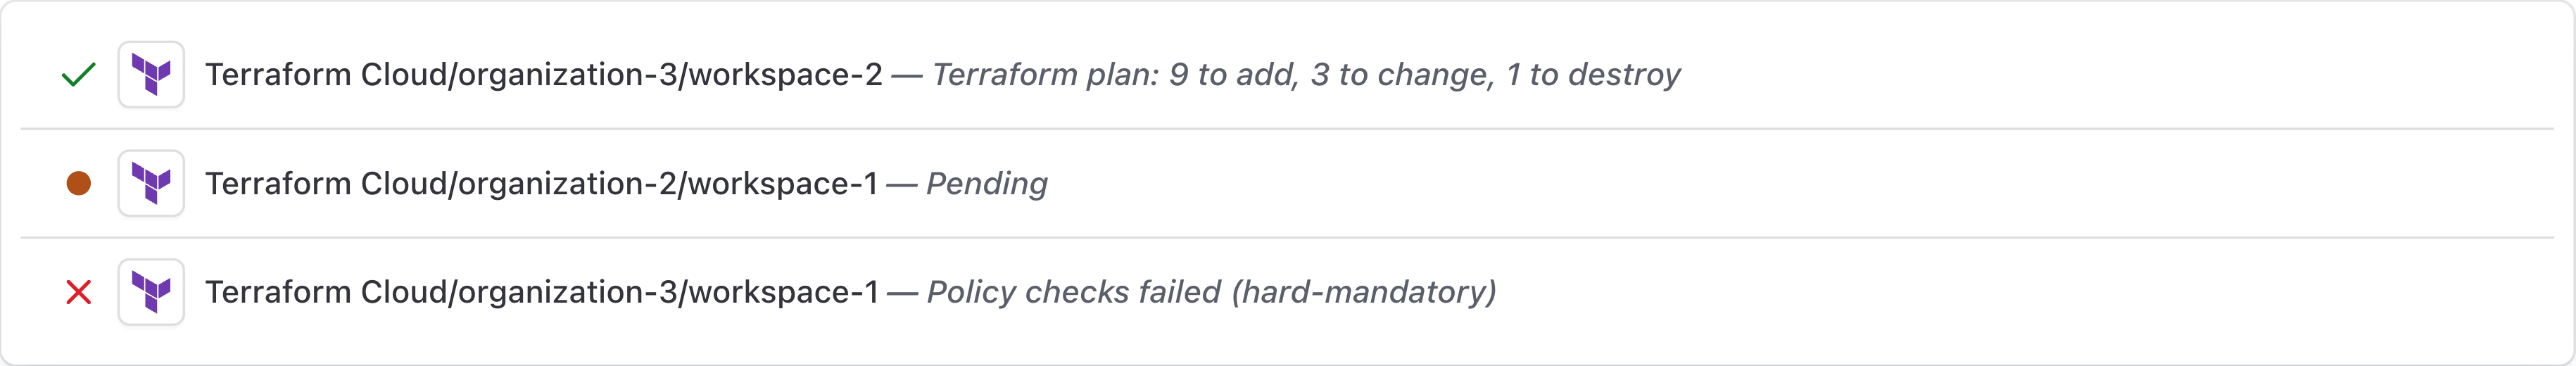 Terraform Cloud/organization-3/workspace-2 — Terraform plan: 9 to add, 3 to change, 1 to destroy
Terraform Cloud/organization-2/workspace-1 — Pending
Terraform Cloud/organization-3/workspace-1 — Policy checks failed (hard-mandatory)